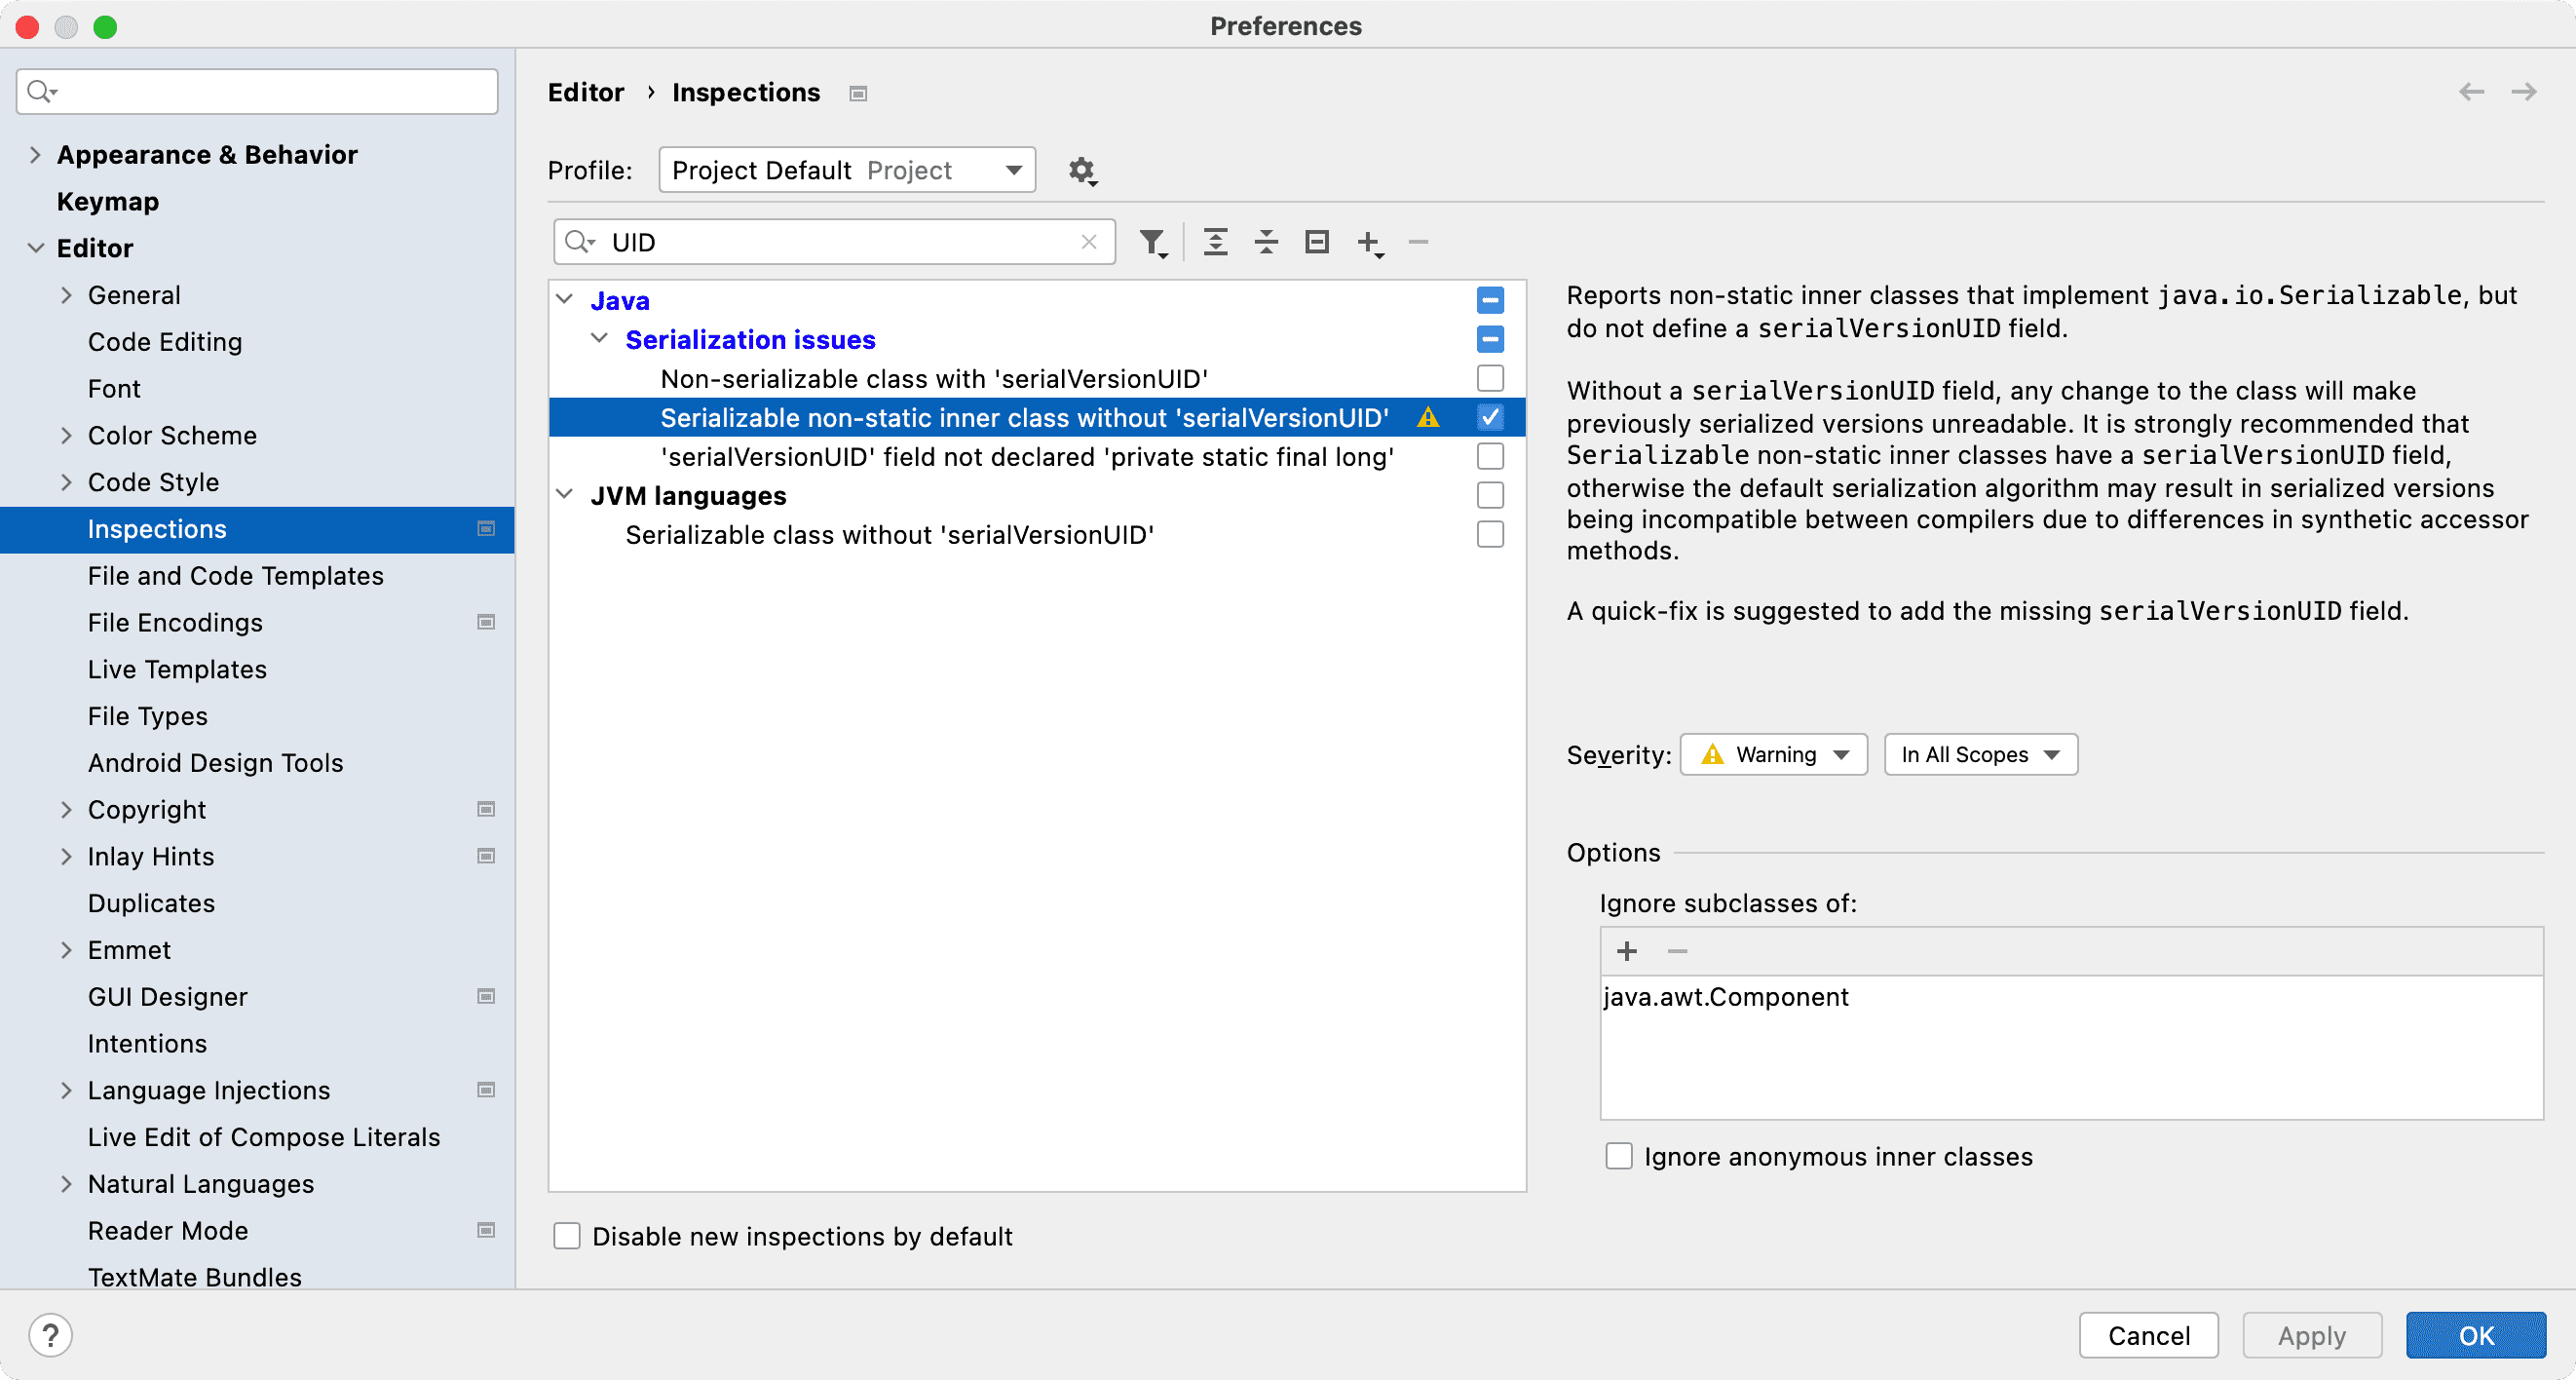 Preferences
Editor › Inspections
Appearance & Behavior
Keymap
Editor
General
Code Editing
Font
Color Scheme
Code Style
Inspections
File and Code Templates
File Encodings
Live Templates
File Types
Android Design Tools
Copyright
Inlay Hints
Duplicates
Emmet
GUI Designer
Intentions
Language Injections
Live Edit of Compose Literals
Natural Languages
Reader Mode
TextMate Bundles
Profile: Project Default Project
UID
Java
Serialization issues
Non-serializable class with 'serialVersionUID'
Serializable non-static inner class without 'serialVersionUID'
'serialVersionUID' field not declared 'private static final long'
JVM languages
Serializable class without 'serialVersionUID'
Disable new inspections by default
Reports non-static inner classes that implement java.io.Serializable, but
do not define a serialVersionUID field.
Without a serialVersionUID field, any change to the class will make
previously serialized versions unreadable. It is strongly recommended that
Serializable non-static inner classes have a serialVersionUID field,
otherwise the default serialization algorithm may result in serialized versions
being incompatible between compilers due to differences in synthetic accessor
methods.
A quick-fix is suggested to add the missing serialVersionUID field.
Severity: Warning In All Scopes
Options
Ignore subclasses of:
java.awt.Component
Ignore anonymous inner classes
? Cancel Apply OK